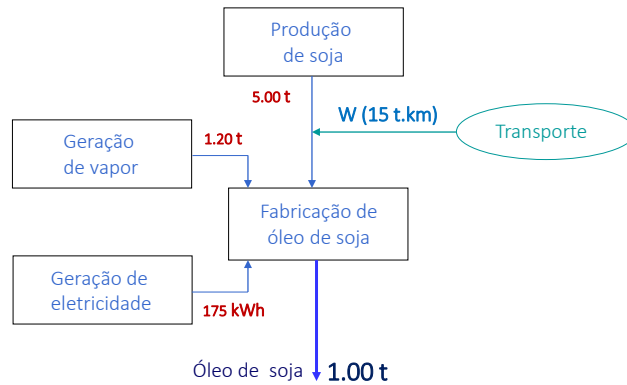 Produção
de soja
5.00 t
W (15 t.km)
Transporte
Geração
de vapor
1.20 t
Fabricação de
óleo de soja
Geração de
eletricidade
175 kWh
Óleo de soja 1.00 t